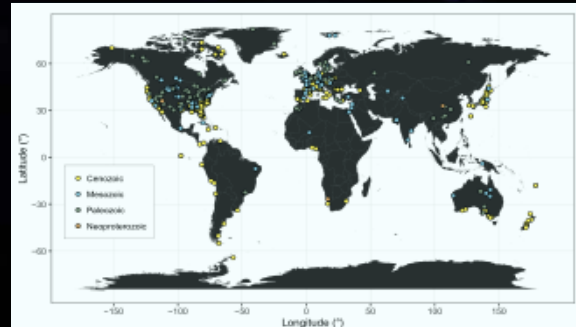 60
30
0
−30
−60
Latitude (°)
Cenozoic
Mesozoic
Paleozoic
Neoproterozoic
−150
−100
−50
0
50
100
150
Longitude (°)